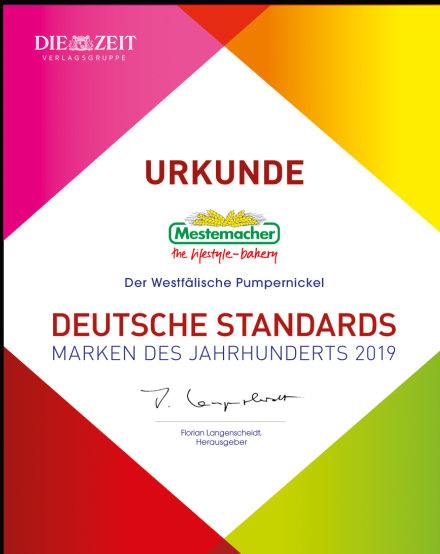 DIE ZEIT
VERLAGSGRUPPE
URKUNDE
Mestemacher
the lifestyle-bakery
Der Westfälische Pumpernickel
DEUTSCHE STANDARDS
MARKEN DES JAHRHUNDERTS 2019
F. Langenscheidt
Florian Langenscheidt,
Herausgeber